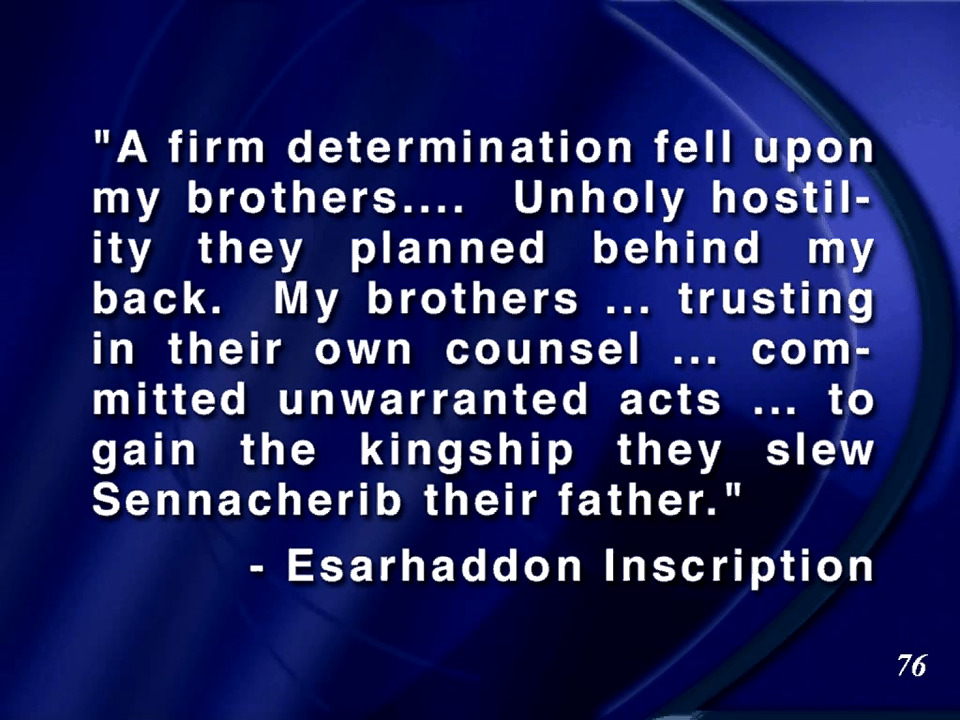 "A firm determination fell upon
my brothers.... Unholy hostil-
ity they planned behind my
back. My brothers ... trusting
in their own counsel ... com-
mitted unwarranted acts ... to
gain the kingship they slew
Sennacherib their father."
- Esarhaddon Inscription
76